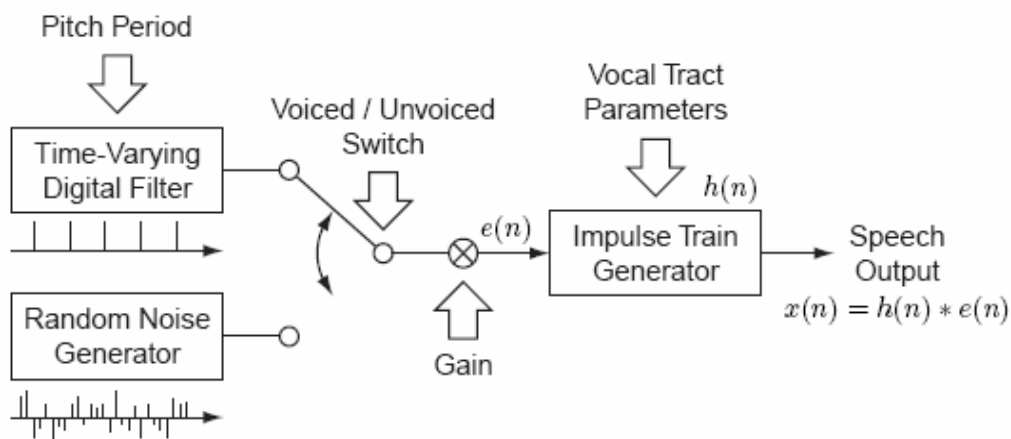 Pitch Period
Time-Varying
Digital Filter
Random Noise
Generator
Voiced / Unvoiced
Switch
Gain
e(n)
Vocal Tract
Parameters
h(n)
Impulse Train
Generator
Speech
Output
x(n) = h(n) * e(n)